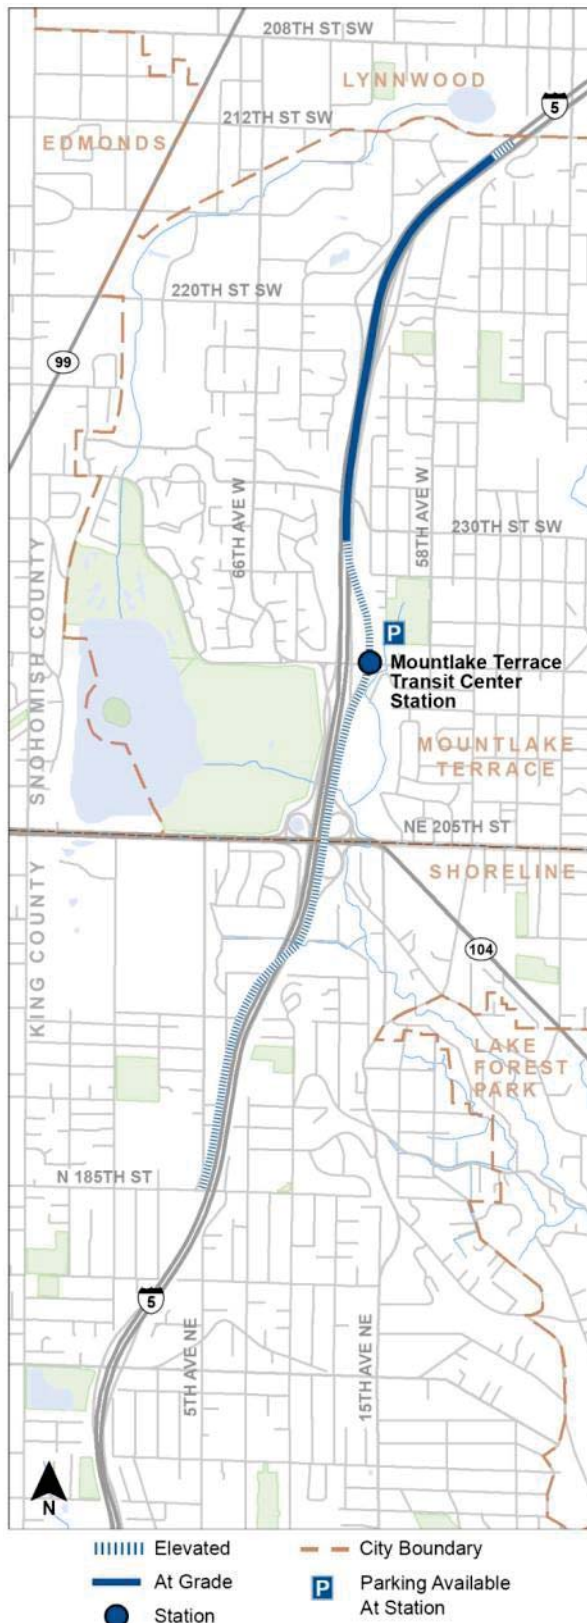 208TH ST SW
LYNNWOOD
5
212TH ST SW
EDMONDS
220TH ST SW
99
66TH AVE W
58TH AVE W
230TH ST SW
SNOHOMISH COUNTY
P
Mountlake Terrace
Transit Center
Station
MOUNTLAKE
TERRACE
NE 205TH ST
SHORELINE
KING COUNTY
104
LAKE
FOREST
PARK
N 185TH ST
5
5TH AVE NE
15TH AVE NE
N
Elevated
City Boundary
At Grade
P
Parking Available
At Station
Station